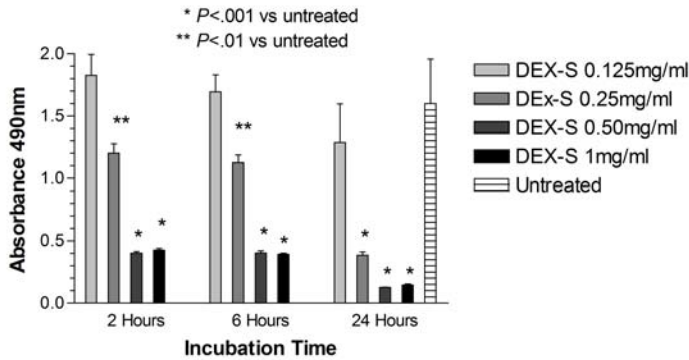 * P<.001 vs untreated
** P<.01 vs untreated
2.0
1.5
1.0
0.5
0.0
Absorbance 490nm
**
*
*
**
*
*
*
*
*
2 Hours
6 Hours
24 Hours
Incubation Time
DEX-S 0.125mg/ml
DEx-S 0.25mg/ml
DEX-S 0.50mg/ml
DEX-S 1mg/ml
Untreated